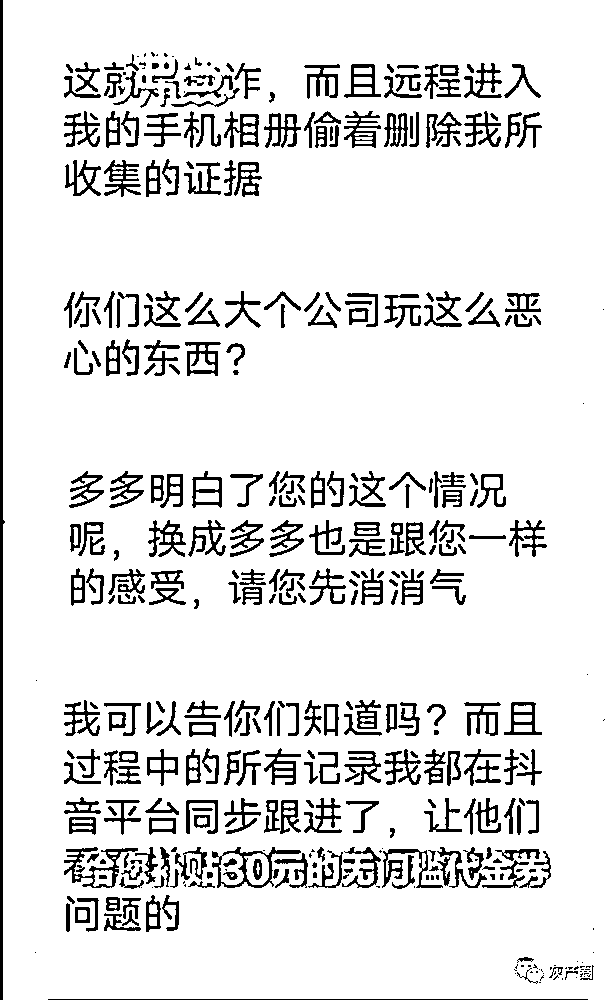 这就 诈，而且远程进入
我的手机相册偷着删除我所
收集的证据
你们这么大个公司玩这么恶
心的东西？
多多明白了您的这个情况
呢，换成多多也是跟您一样
的感受，请您先消消气
我可以告你们知道吗？而且
过程中的所有记录我都在抖
音平台同步跟进了，让他们
给您补贴30元的无门槛代金券
问题的
农产圈